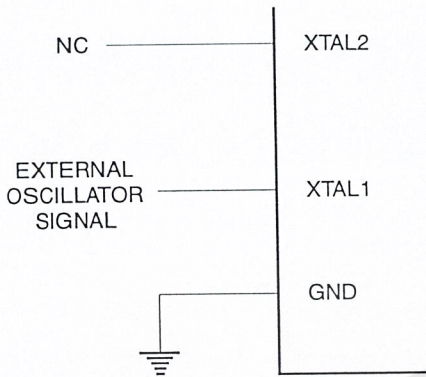 NC
XTAL2
EXTERNAL
OSCILLATOR
SIGNAL
XTAL1
GND